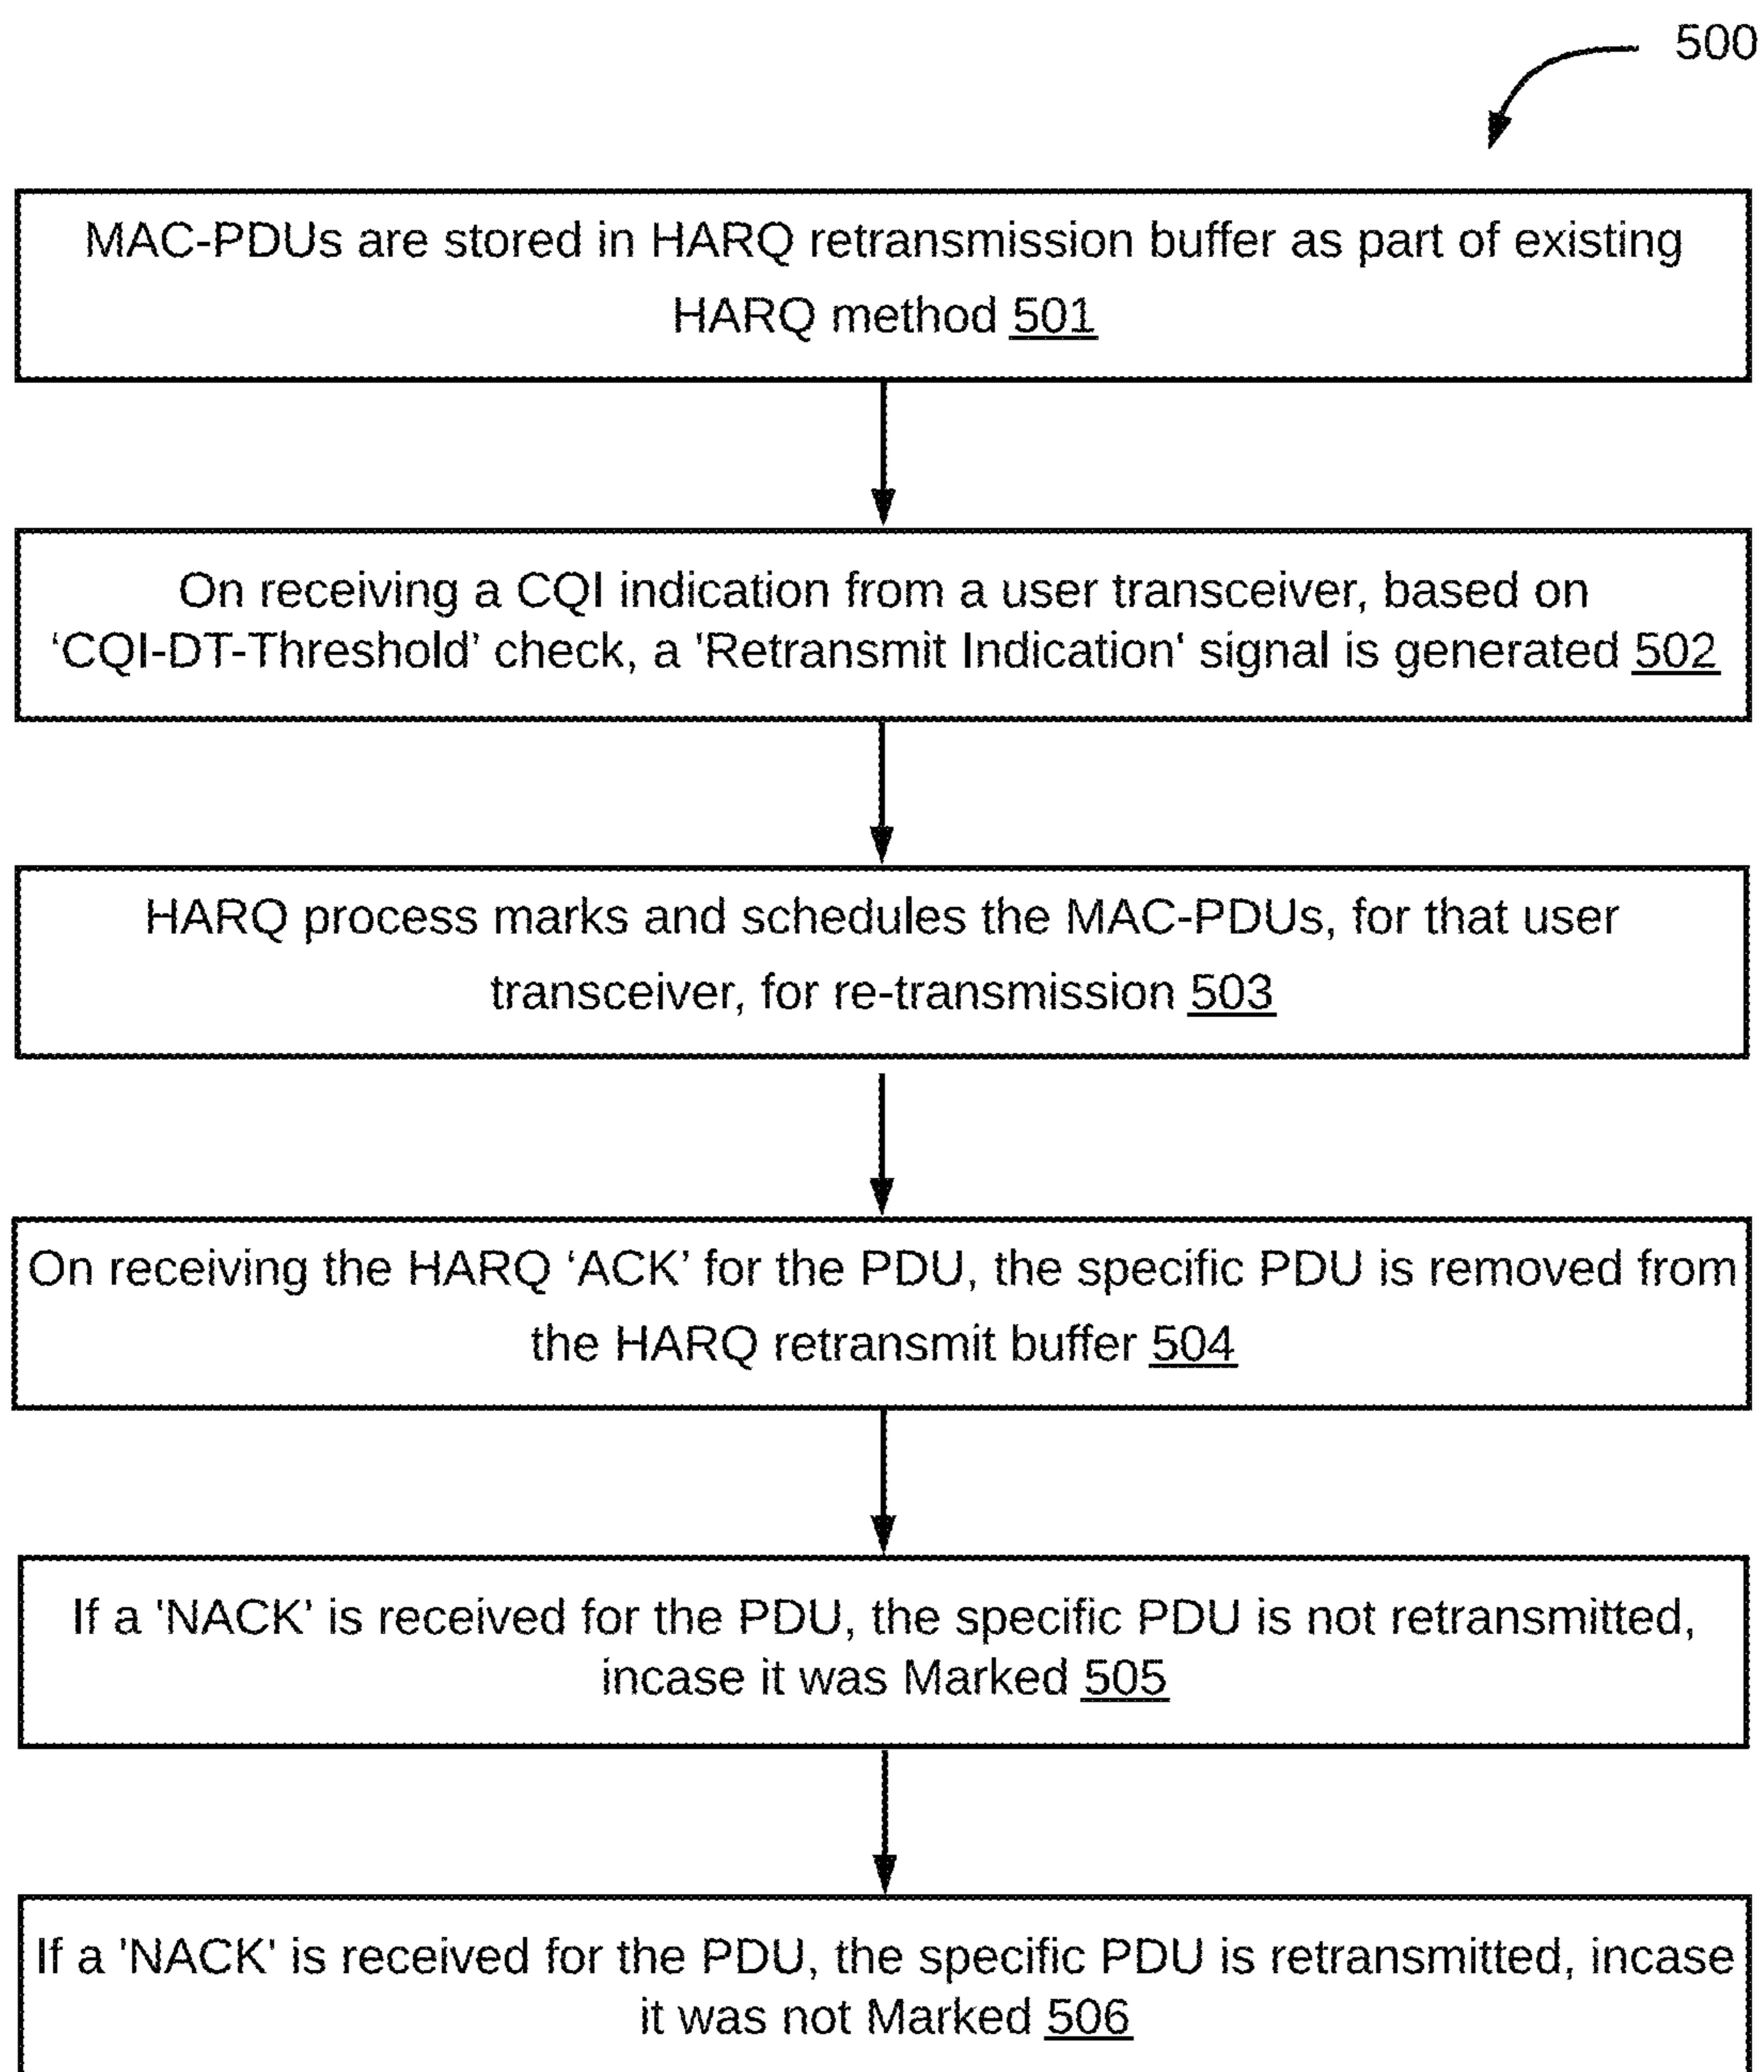 500
MAC-PDUs are stored in HARQ retransmission buffer as part of existing
HARQ method 501
On receiving a CQI indication from a user transceiver, based on
‘CQI-DT-Threshold’ check, a 'Retransmit Indication' signal is generated 502
HARQ process marks and schedules the MAC-PDUs, for that user
transceiver, for re-transmission 503
On receiving the HARQ ‘ACK’ for the PDU, the specific PDU is removed from
the HARQ retransmit buffer 504
If a 'NACK’ is received for the PDU, the specific PDU is not retransmitted,
incase it was Marked 505
If a 'NACK' is received for the PDU, the specific PDU is retransmitted, incase
it was not Marked 506